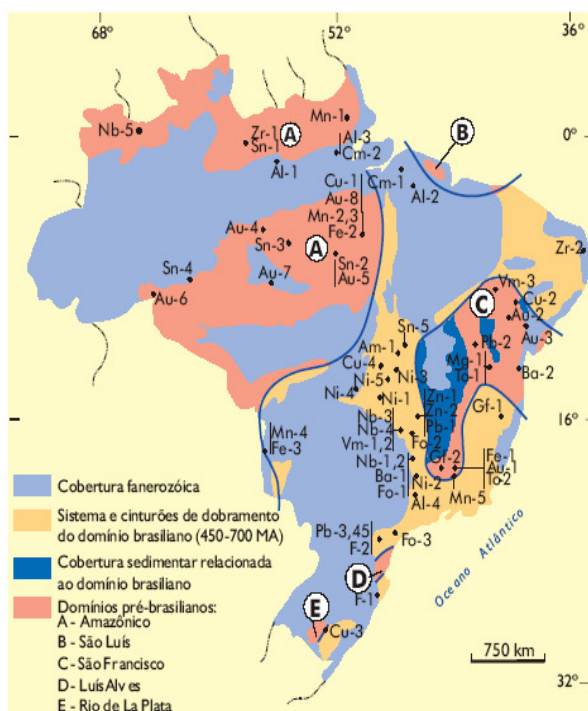 68°
52°
36°
0°
Nb-5
Zr-1
Sn-1
A
Mn-1
Al-3
Cm-2
Al-1
B
Cu-1
Au-8
Mn-2,3
Fe-2
Cm-1
Al-2
Au-4
Sn-3
A
Sn-2
Au-5
Sn-4
Au-7
Au-6
Zr-2
Vm-3
C
Cu-2
Au-2
Au-3
Sn-5
Am-1
Cu-4
Pb-2
Mg-1
To-1
Ba-2
Ni-5
Ni-3
Ni-4
Ni-1
Zn-1
Zn-2
Pb-1
Gf-1
16°
Nb-3
Nb-4
Vm-1,2
Fo-2
Mn-4
Fe-3
Nb-1,2
Gf-2
Fe-1
Au-1
To-2
Ba-1
Ni-2
Fo-1
Al-4
Mn-5
Pb-3,45
F-2
Fo-3
D
F-1
E
Cu-3
Oceano Atlântico
750 km
32°
Cobertura fanerozóica
Sistema e cinturões de dobramento
do domínio brasiliano (450-700 MA)
Cobertura sedimentar relacionada
ao domínio brasiliano
Domínios pré-brasilianos:
A - Amazônico
B - São Luís
C - São Francisco
D - Luís Alves
E - Rio de La Plata